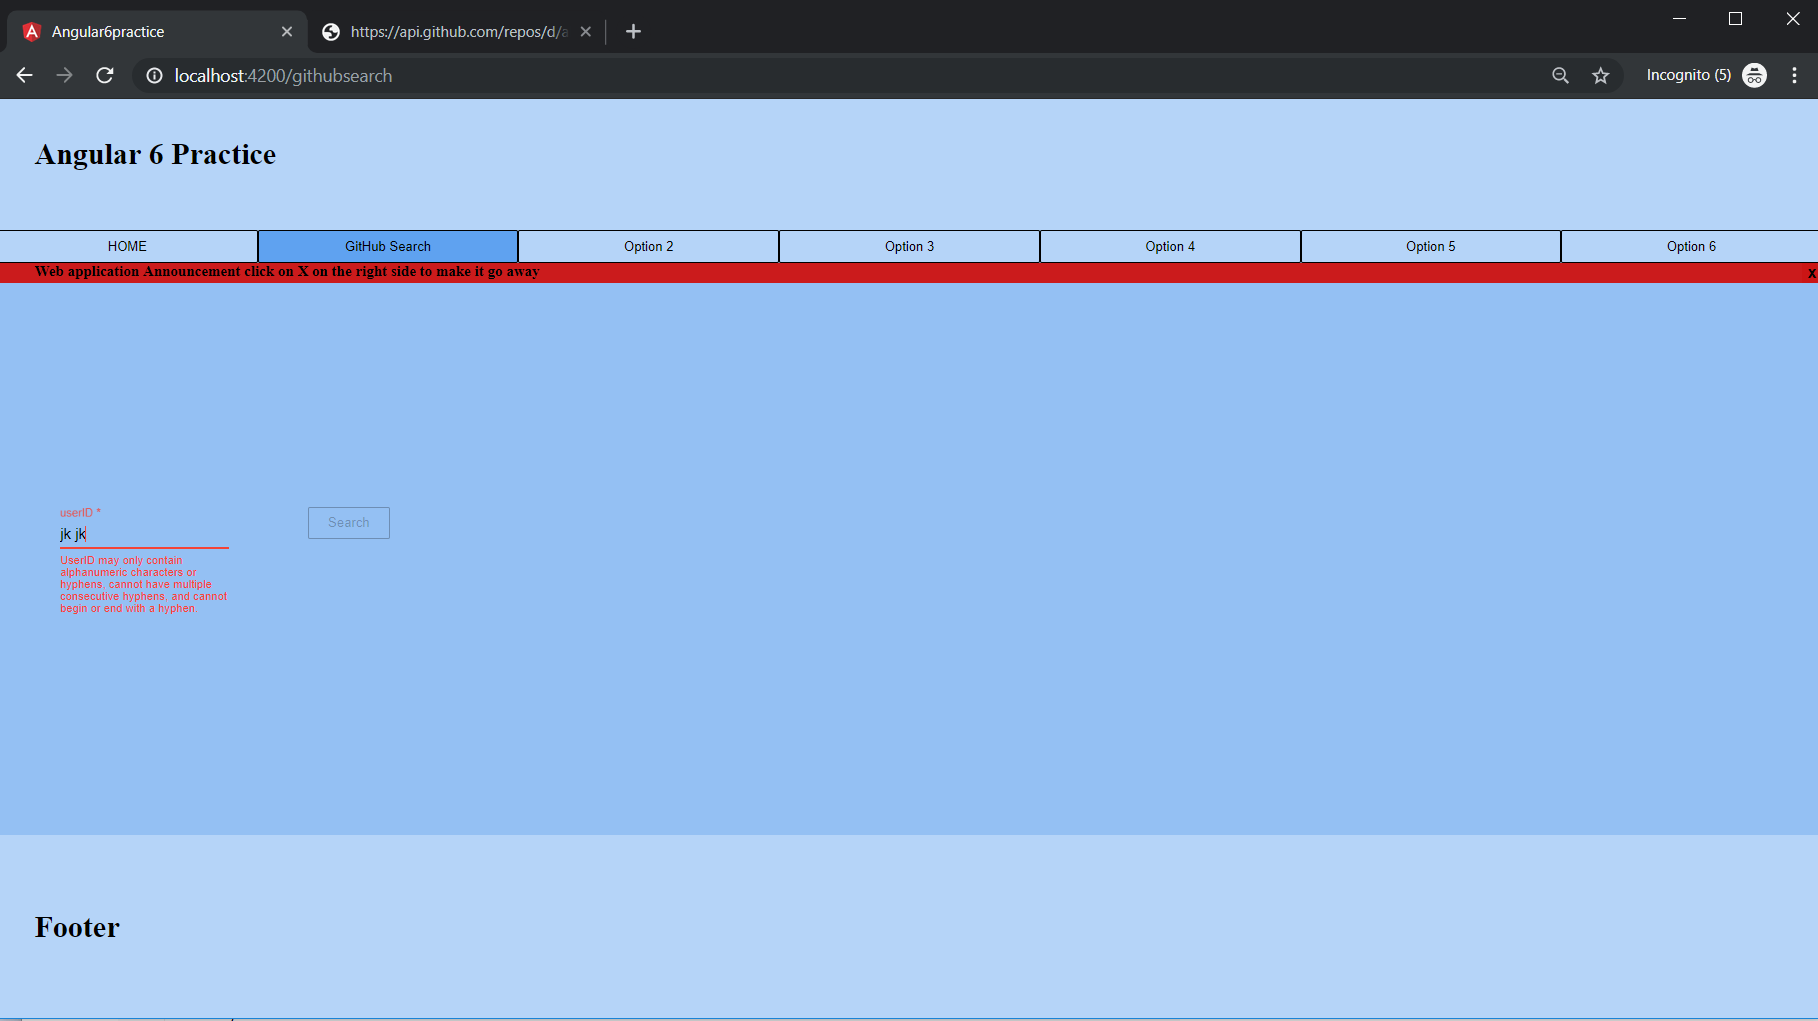 Angular6practice
https://api.github.com/repos/d/a
localhost:4200/githubsearch
Incognito (5)
Angular 6 Practice
HOME
GitHub Search
Option 2
Option 3
Option 4
Option 5
Option 6
Web application Announcement click on X on the right side to make it go away
X
userID *
jk jk
Search
UserID may only contain
alphanumeric characters or
hyphens, cannot have multiple
consecutive hyphens, and cannot
begin or end with a hyphen.
Footer